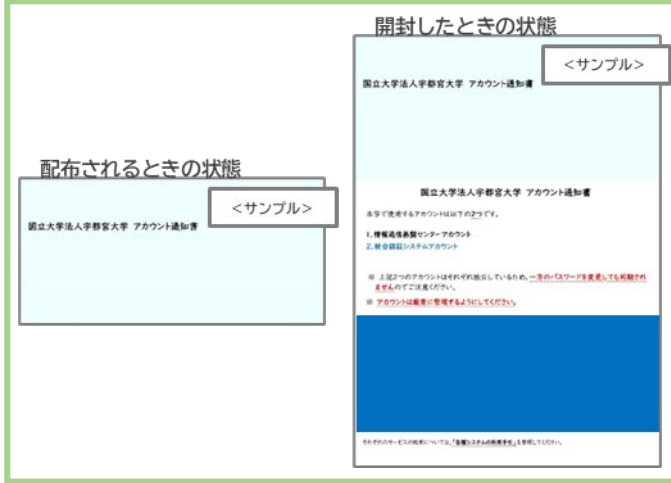 配布されるときの状態
<サンプル>
国立大学法人宇都宮大学 アカウント通知書
開封したときの状態
<サンプル>
国立大学法人宇都宮大学 アカウント通知書
国立大学法人宇都宮大学 アカウント通知書
本学で使用するアカウントは以下の2つです。
1.情報通信基盤センターアカウント
2.統合認証システムアカウント
※ 上記2つのアカウントはそれぞれ独立しているため、一方のパスワードを変更しても同期され
ませんのでご注意ください。
※ アカウントは厳重に管理するようにしてください。
それぞれのサービスの利用については、「各種システムの利用手引」を参照してください。